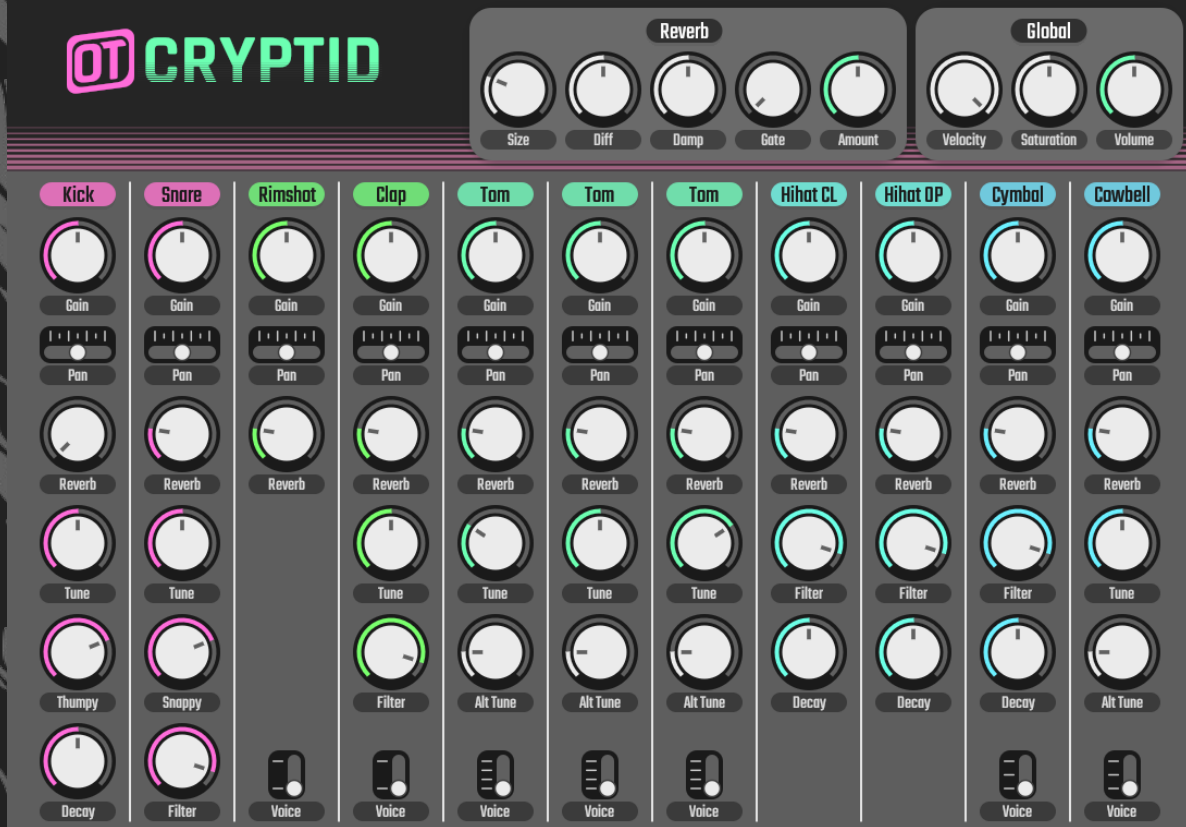 OT CRYPTID
Reverb
Size Diff Damp Gate Amount
Global
Velocity Saturation Volume
Kick Snare Rimshot Clap Tom Tom Tom Hihat CL Hihat OP Cymbal Cowbell
Gain Gain Gain Gain Gain Gain Gain Gain Gain Gain Gain
Pan Pan Pan Pan Pan Pan Pan Pan Pan Pan Pan
Reverb Reverb Reverb Reverb Reverb Reverb Reverb Reverb Reverb Reverb Reverb
Tune Tune Tune Tune Tune Tune Filter Filter Filter Tune
Thumpy Snappy Filter Alt Tune Alt Tune Alt Tune Decay Decay Decay Alt Tune
Decay Filter Voice Voice Voice Voice Voice Voice Voice